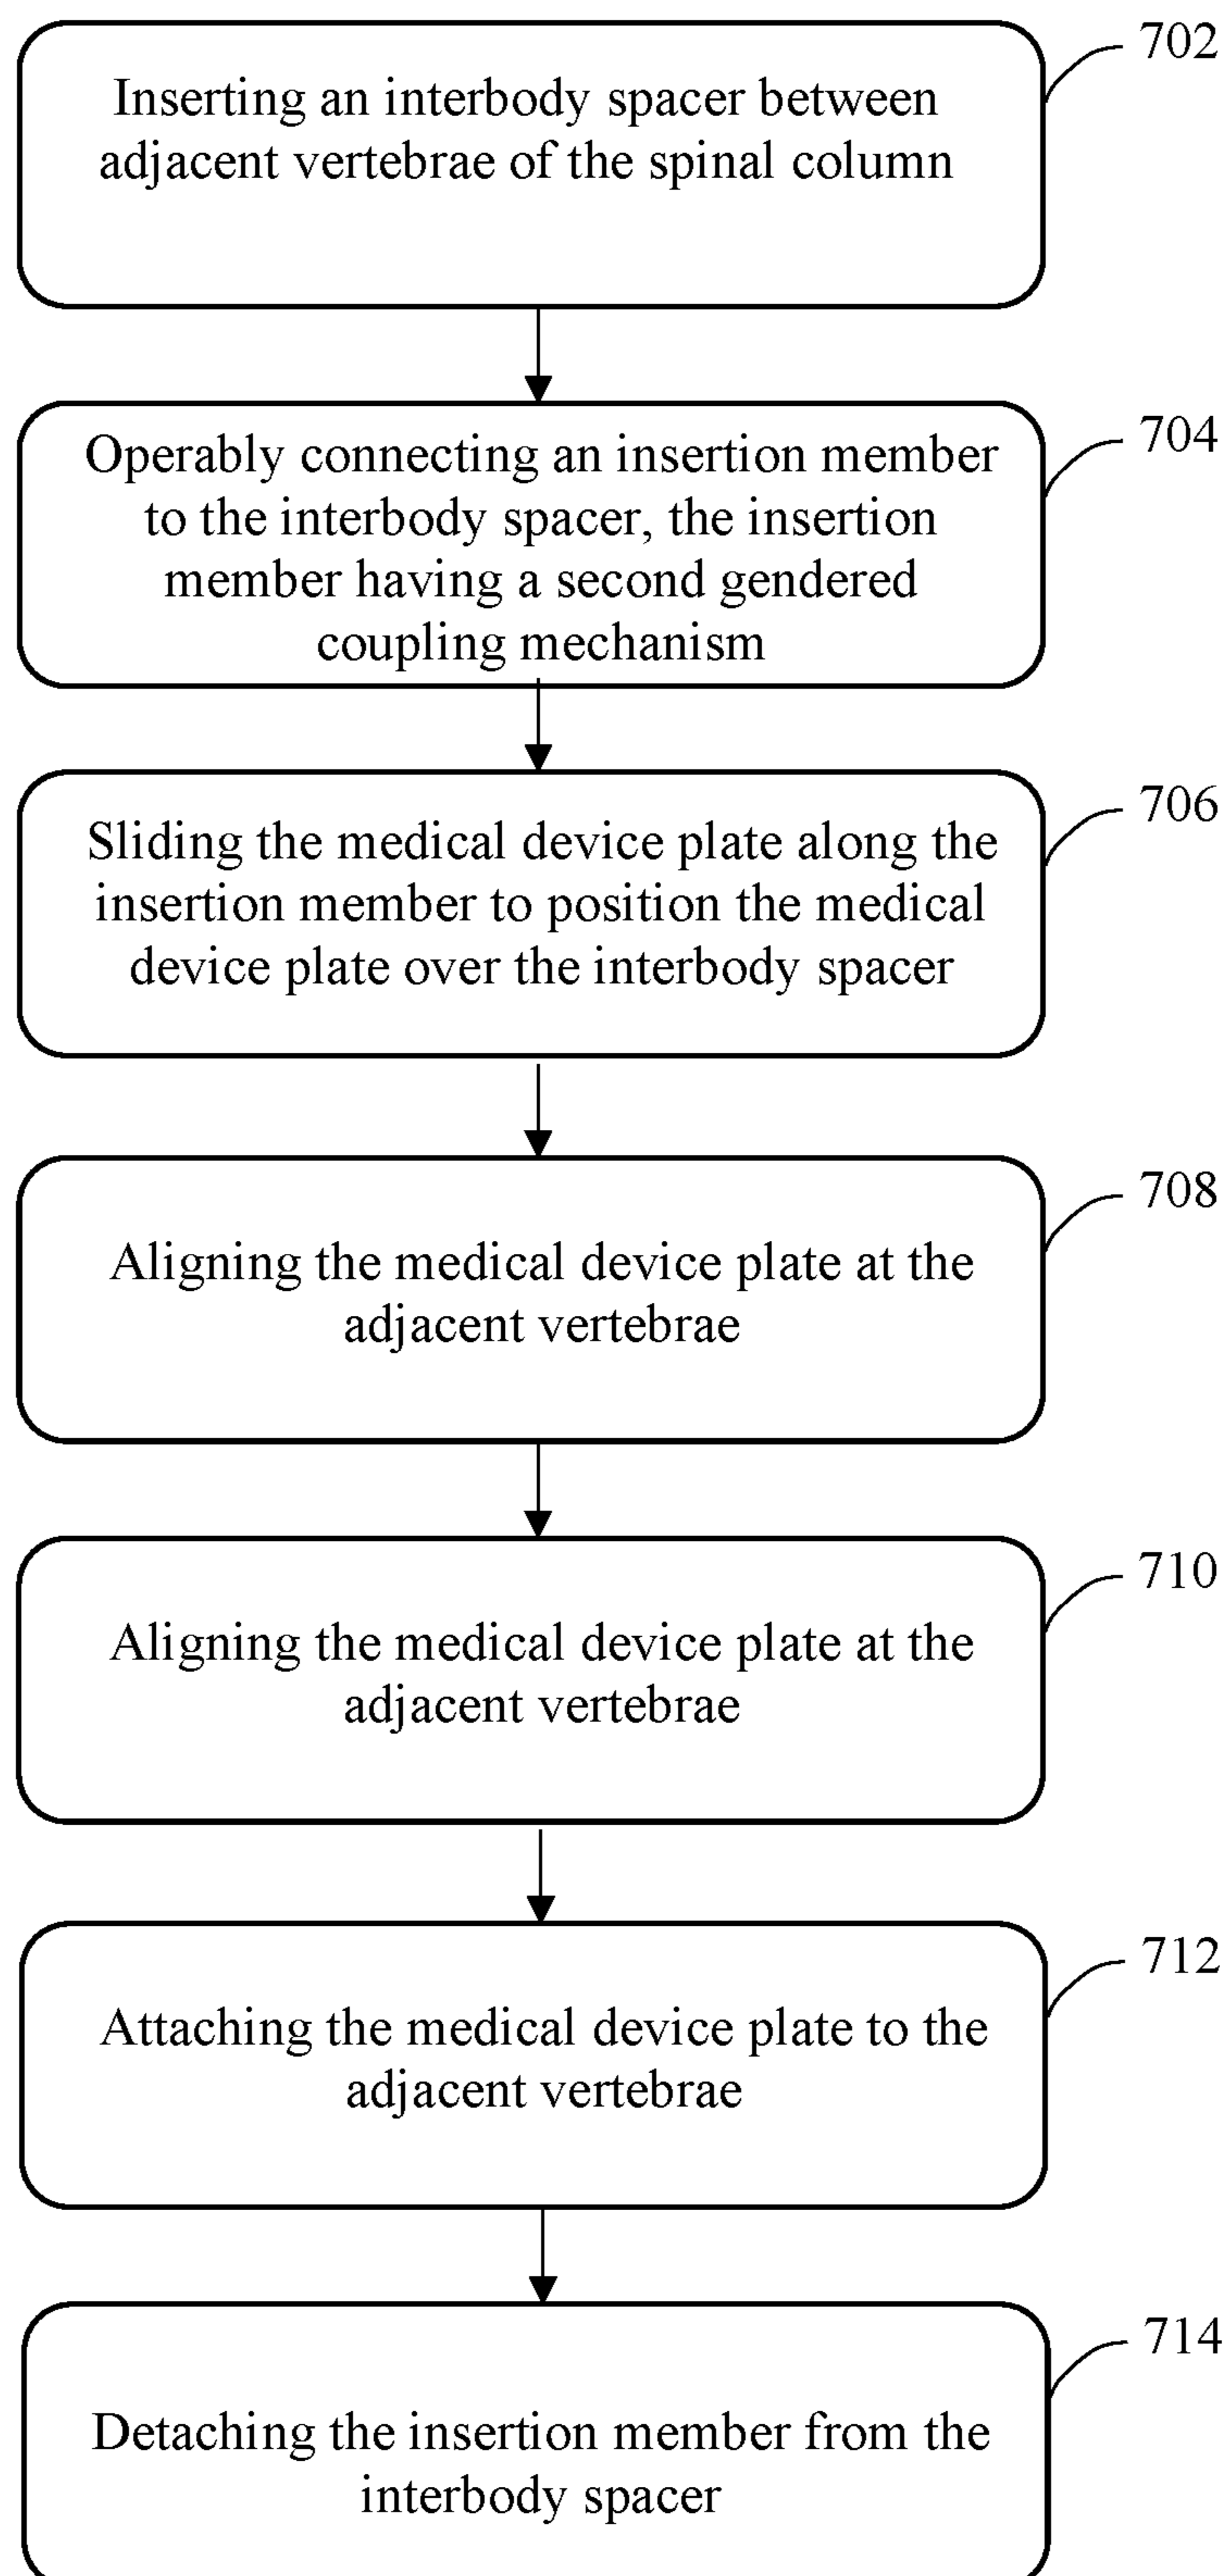 702
Inserting an interbody spacer between
adjacent vertebrae of the spinal column
704
Operably connecting an insertion member
to the interbody spacer, the insertion
member having a second gendered
coupling mechanism
706
Sliding the medical device plate along the
insertion member to position the medical
device plate over the interbody spacer
708
Aligning the medical device plate at the
adjacent vertebrae
710
Aligning the medical device plate at the
adjacent vertebrae
712
Attaching the medical device plate to the
adjacent vertebrae
714
Detaching the insertion member from the
interbody spacer